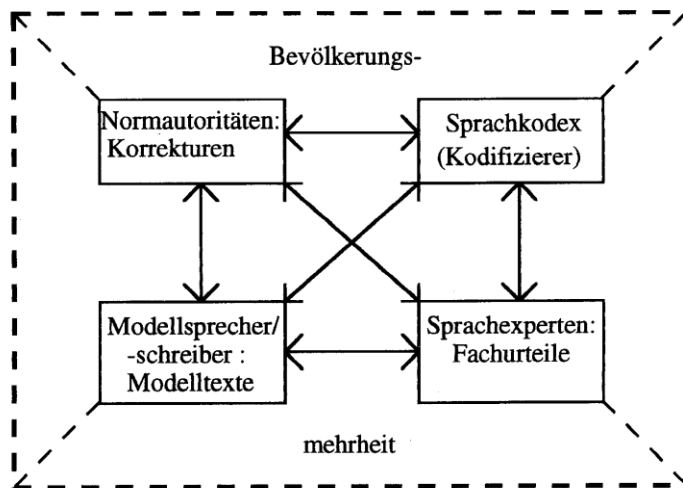 Bevölkerungs-
Normautoritäten:
Korrekturen
Sprachkodex
(Kodifizierer)
Modellsprecher/
-schreiber :
Modelltexte
Sprachexperten:
Fachurteile
mehrheit